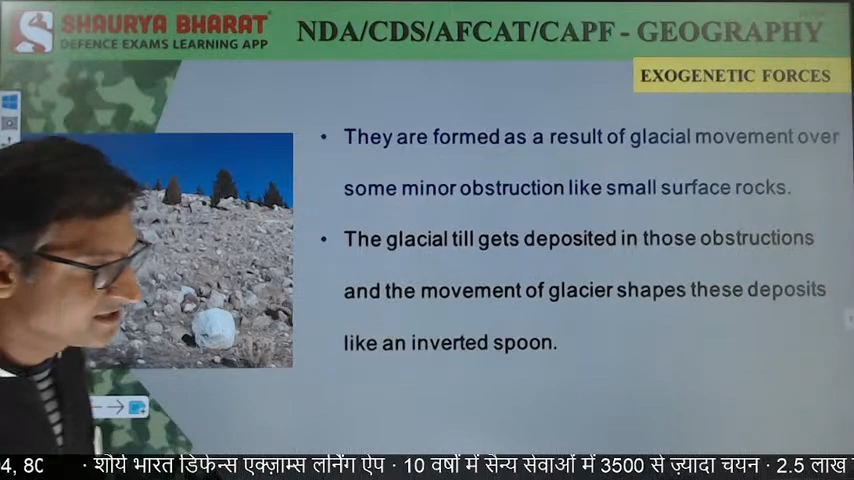 SHAURYA BHARAT
DEFENCE EXAMS LEARNING APP
NDA/CDS/AFCAT/CAPF - GEOGRAPHY
EXOGENETIC FORCES
• They are formed as a result of glacial movement over
some minor obstruction like small surface rocks.
• The glacial till gets deposited in those obstructions
and the movement of glacier shapes these deposits
like an inverted spoon.
4, 80 · शौर्य भारत डिफेन्स एक्ज़ाम्स लर्निंग ऐप · 10 वर्षों में सैन्य सेवाओं में 3500 से ज़्यादा चयन · 2.5 लाख